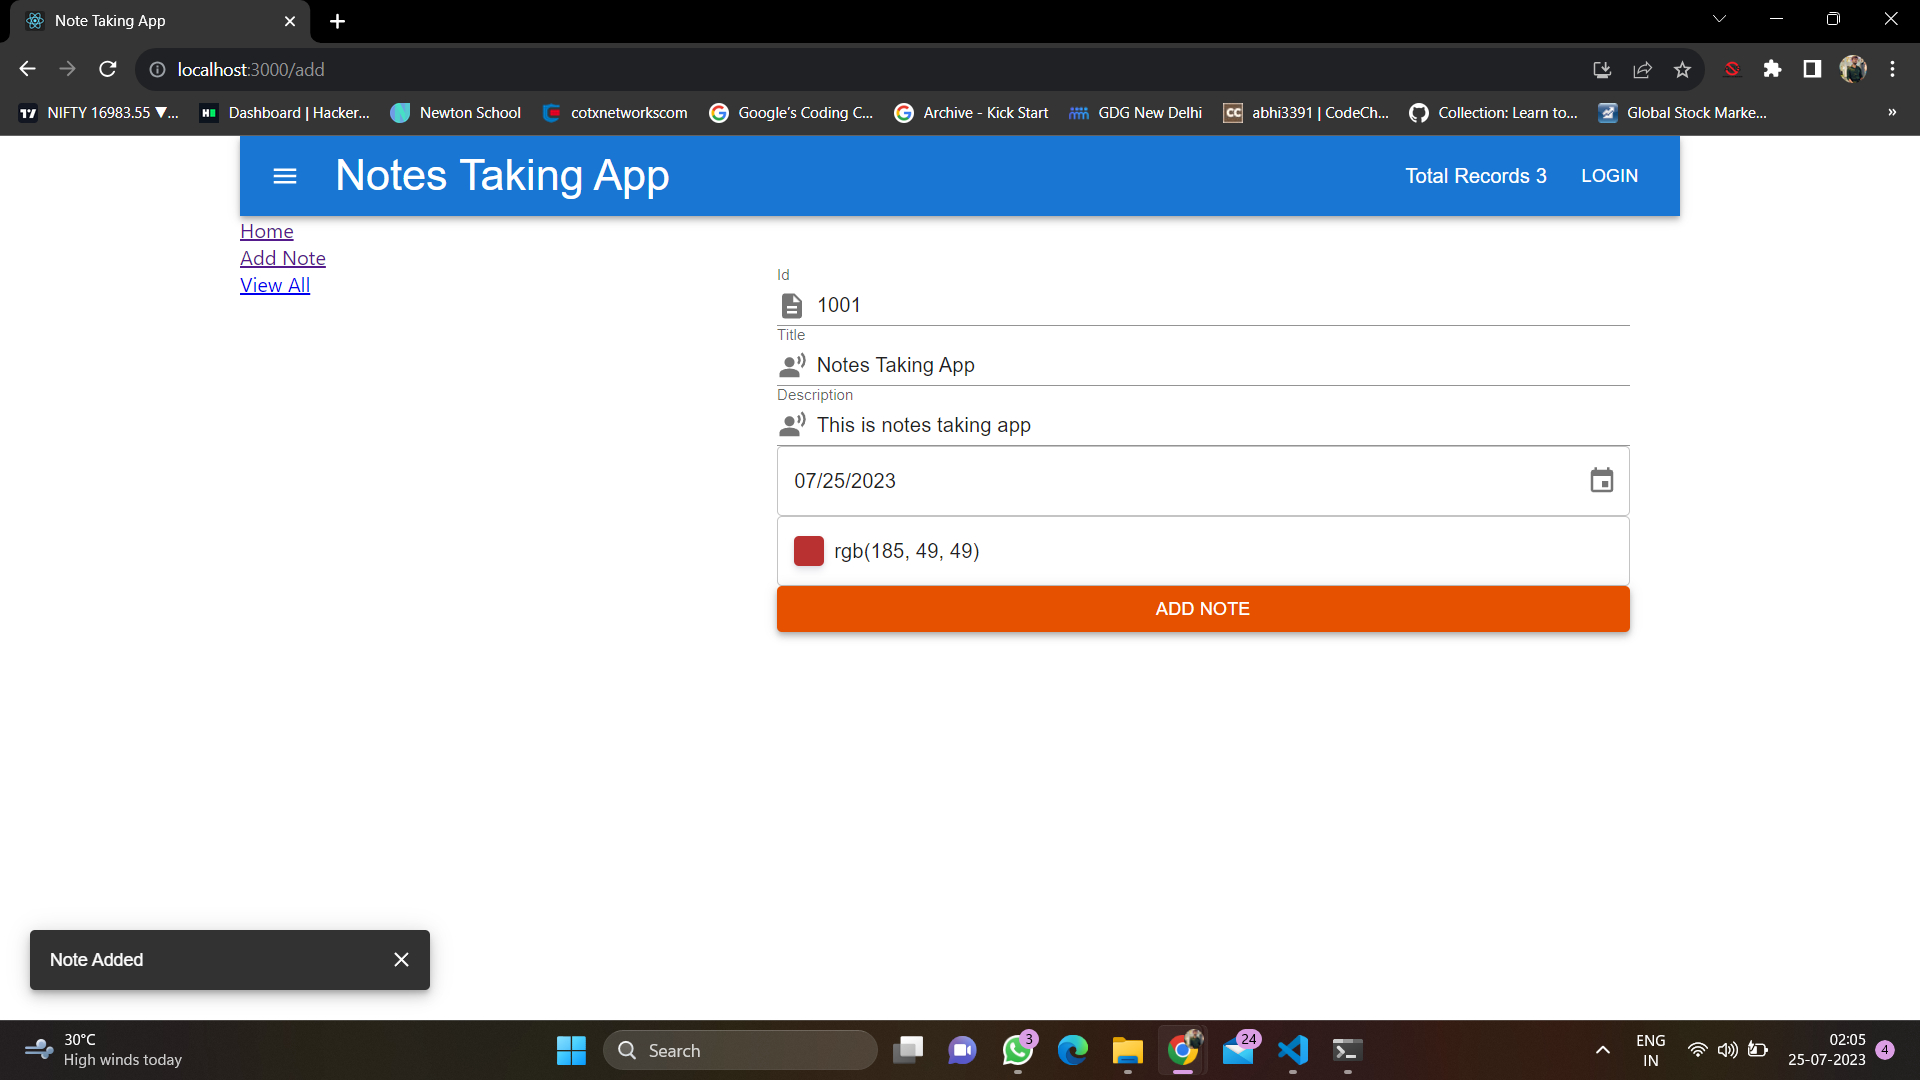 Note Taking App
localhost:3000/add
NIFTY 16983.55 ▼... Dashboard | Hacker... Newton School cotxnetworkscom Google's Coding C... Archive - Kick Start GDG New Delhi CC abhi3391 | CodeCh... Collection: Learn to... Global Stock Marke... »
Notes Taking App Total Records 3 LOGIN
Home
Add Note
View All
Id
1001
Title
Notes Taking App
Description
This is notes taking app
07/25/2023
rgb(185, 49, 49)
ADD NOTE
Note Added
30°C
High winds today
Search
3
24
ENG
IN
02:05
25-07-2023
4